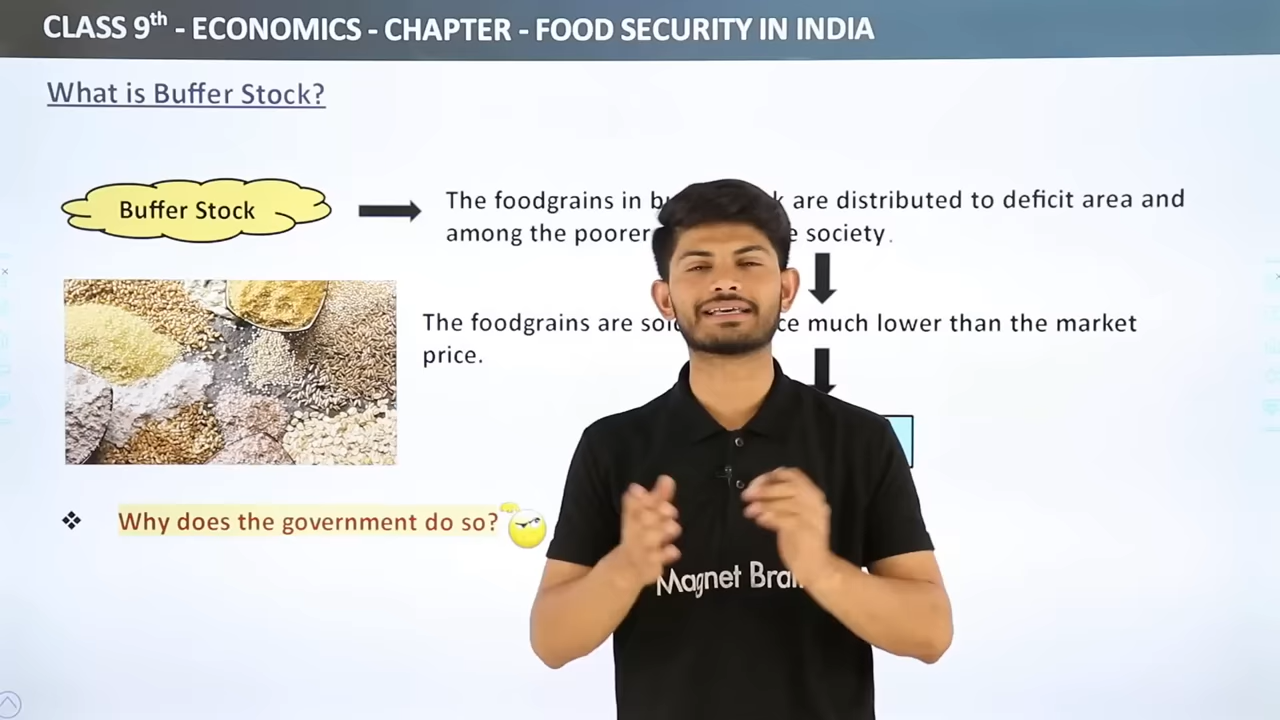 CLASS 9th - ECONOMICS - CHAPTER - FOOD SECURITY IN INDIA
What is Buffer Stock?
Buffer Stock
The foodgrains in are distributed to deficit area and
among the poorer society.
The foodgrains are much lower than the market
price.
Why does the government do so?
Magnet